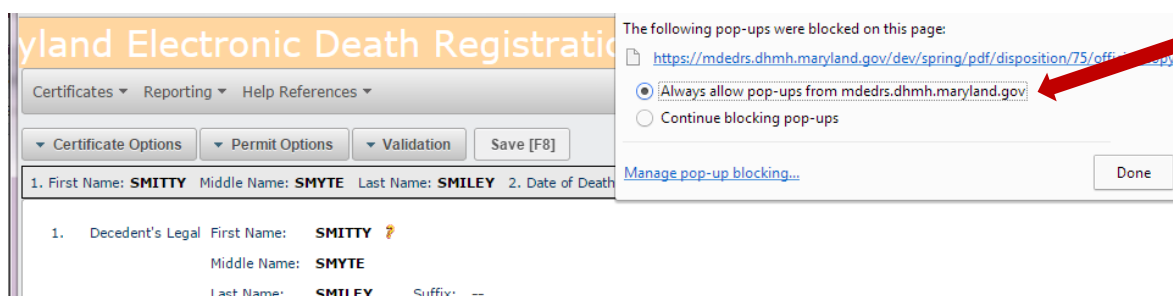 yland Electronic Death Registratio
Certificates Reporting Help References
Certificate Options Permit Options Validation Save [F8]
1. First Name: SMITTY Middle Name: SMYTE Last Name: SMILEY 2. Date of Death
1. Decedent's Legal First Name: SMITTY ?
Middle Name: SMYTE
Last Name: SMILEY Suffix: --
The following pop-ups were blocked on this page:
https://mdedrs.dhmh.maryland.gov/dev/spring/pdf/disposition/75/
Always allow pop-ups from mdedrs.dhmh.maryland.gov
Continue blocking pop-ups
Manage pop-up blocking... Done